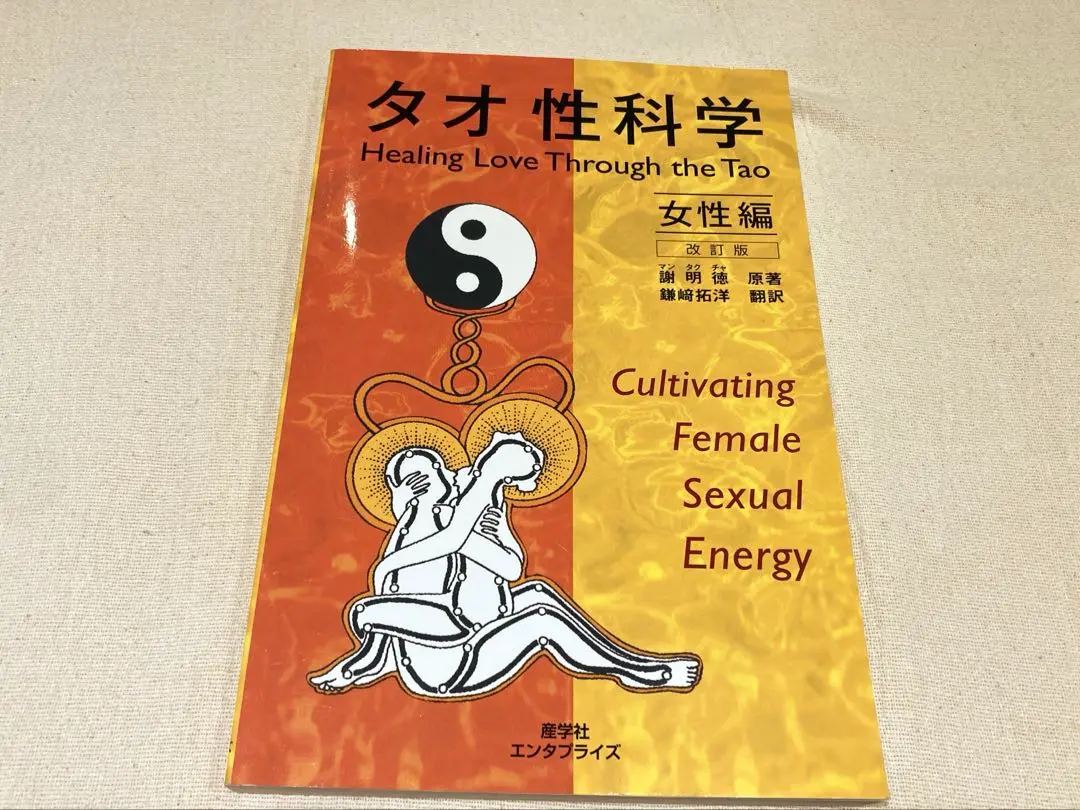 タオ 性科学
Healing Love Through the Tao
女性編
改訂版
マン タク チャ
謝明徳 原著
鎌﨑拓洋 翻訳
Cultivating
Female
Sexual
Energy
産学社
エンタプライズ